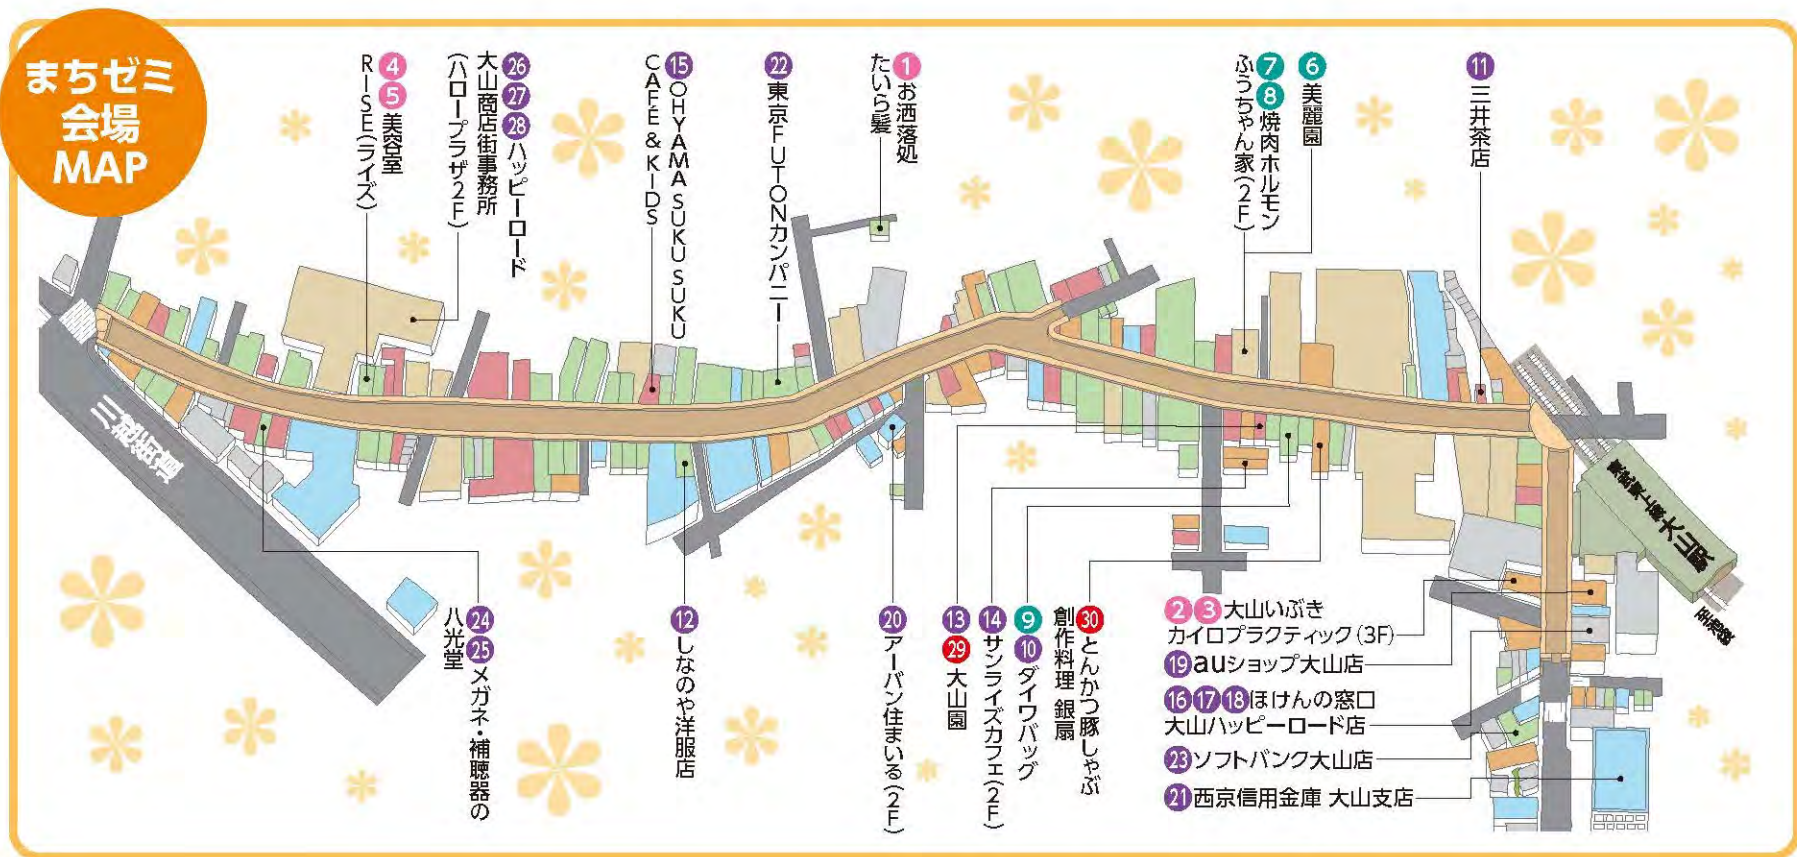 まちゼミ
会場
MAP
4
5
美容室
RISE(ライズ)
26
27
28
ハッピーロード
大山商店街事務所
(ハロープラザ2F)
15
OHYAMA SUKU SUKU
CAFE & KIDS
22
東京FUTONカンパニー
1
お洒落処
たいら髪
7
8
焼肉ホルモン
ふうちゃん家(2F)
6
美麗園
11
三井茶店
川越街道
東武東上線 大山駅
至池袋
24
25
メガネ・補聴器の
八光堂
12
しなのや洋服店
20
アーバン住まいる(2F)
13
29
大山園
14
サンライズカフェ(2F)
9
10
ダイワバッグ
30
とんかつ豚しゃぶ
創作料理 銀扇
2 3 大山いぶき
カイロプラクティック(3F)
19 auショップ大山店
16 17 18 ほけんの窓口
大山ハッピーロード店
23 ソフトバンク大山店
21 西京信用金庫 大山支店